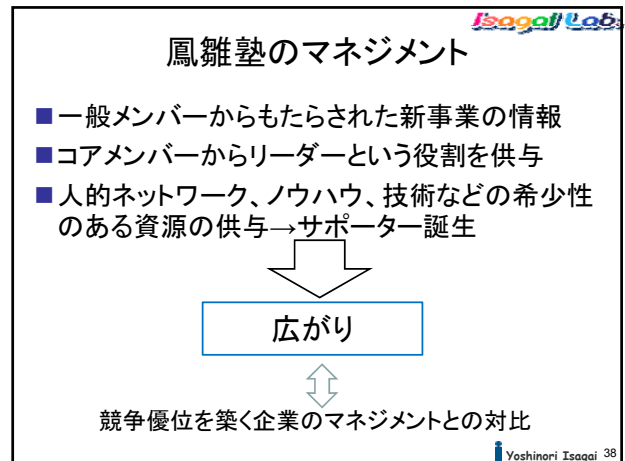 Isagai Lab.
鳳雛塾のマネジメント
■一般メンバーからもたらされた新事業の情報
■コアメンバーからリーダーという役割を供与
■人的ネットワーク、ノウハウ、技術などの希少性
のある資源の供与→サポーター誕生
広がり
競争優位を築く企業のマネジメントとの対比
Yoshinori Isagai 38